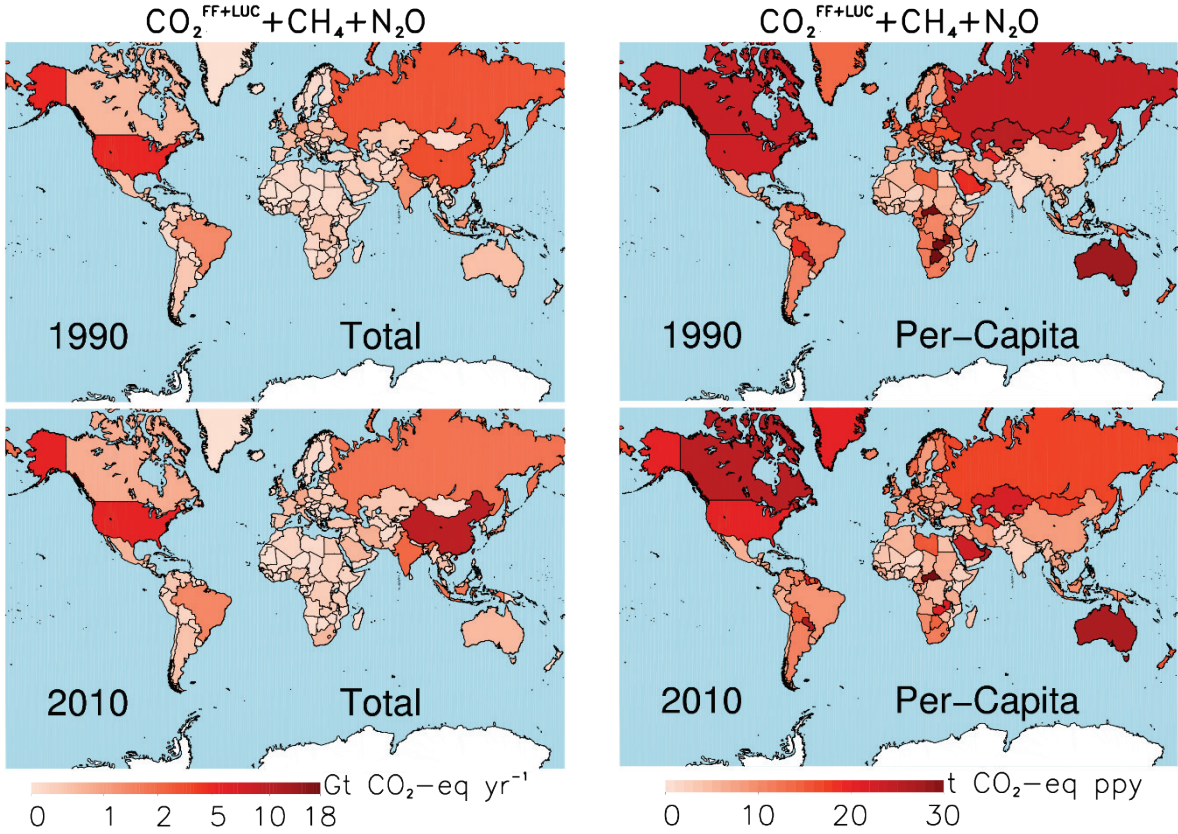 CO₂ᶠᶠ⁺ᴸᵁᶜ+CH₄+N₂O
CO₂ᶠᶠ⁺ᴸᵁᶜ+CH₄+N₂O
1990 Total
1990 Per-Capita
2010 Total
2010 Per-Capita
Gt CO₂-eq yr⁻¹
0 1 2 5 10 18
t CO₂-eq ppy
0 10 20 30